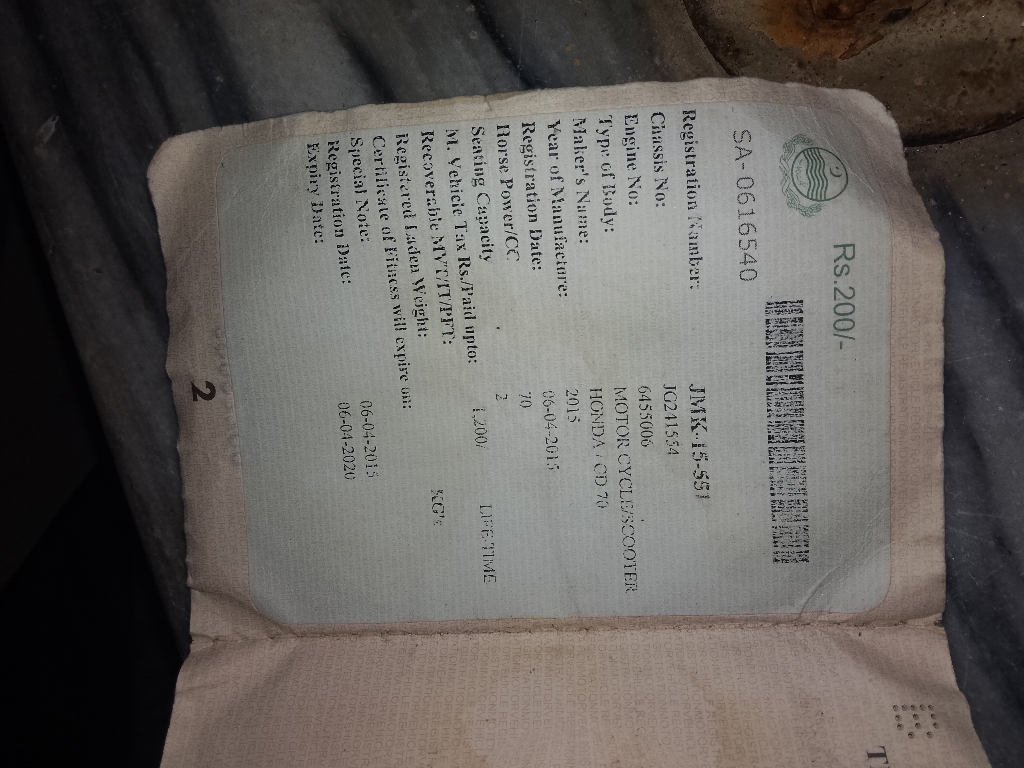 Rs.200/-
SA 0616540
Registration Number: JMK-15-551
Chassis No: JG241554
Engine No: 6455006
Type of Body: MOTOR CYCLE/SCOOTER
Maker's Name: HONDA / CD 70
Year of Manufacture: 2015
Registration Date: 06-04-2015
Horse Power/CC 70
Seating Capacity 2
M. Vehicle Tax Rs./Paid upto: 1200/ LIFE TIME
Recoverable MVT/IT/PFT:
Registered Laden Weight: KG's
Certificate of Fitness will expire on:
Special Note:
Registration Date: 06-04-2015
Expiry Date: 06-04-2020
2